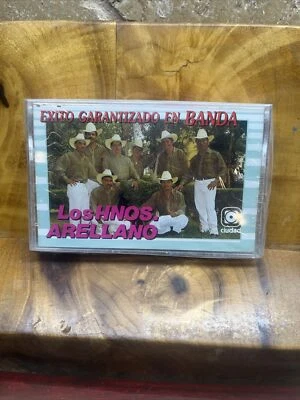 EXITO GARANTIZADO EN BANDA
LOS HNOS.
ARELLANO
ciudad